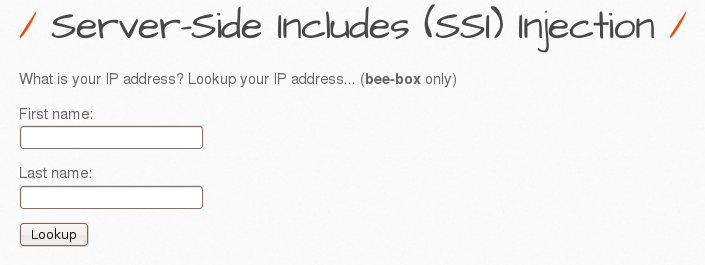 / Server-Side Includes (SSI) Injection /
What is your IP address? Lookup your IP address... (bee-box only)
First name:
Last name:
Lookup